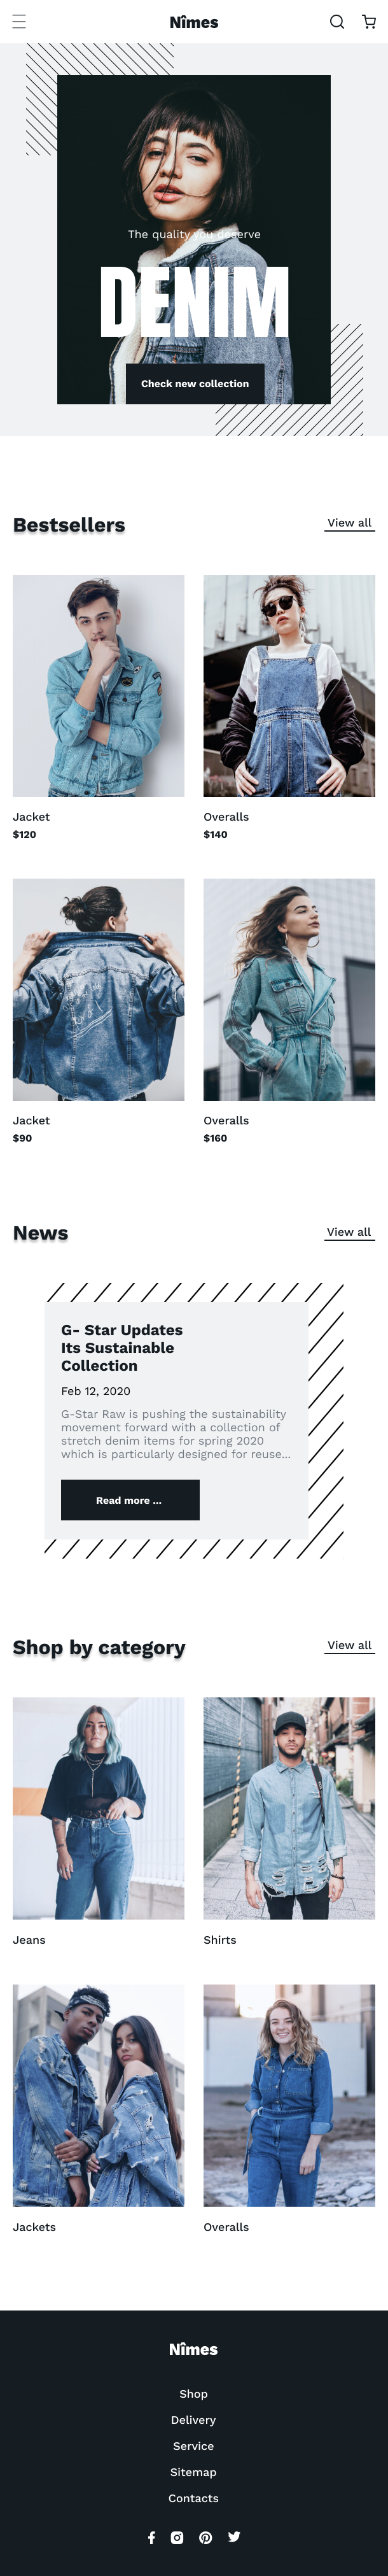 Nîmes
The quality you deserve
DENIM
Check new collection
Bestsellers
View all
Jacket
$120
Overalls
$140
Jacket
$90
Overalls
$160
News
View all
G- Star Updates
Its Sustainable
Collection
Feb 12, 2020
G-Star Raw is pushing the sustainability
movement forward with a collection of
stretch denim items for spring 2020
which is particularly designed for reuse...
Read more ...
Shop by category
View all
Jeans
Shirts
Jackets
Overalls
Nîmes
Shop
Delivery
Service
Sitemap
Contacts